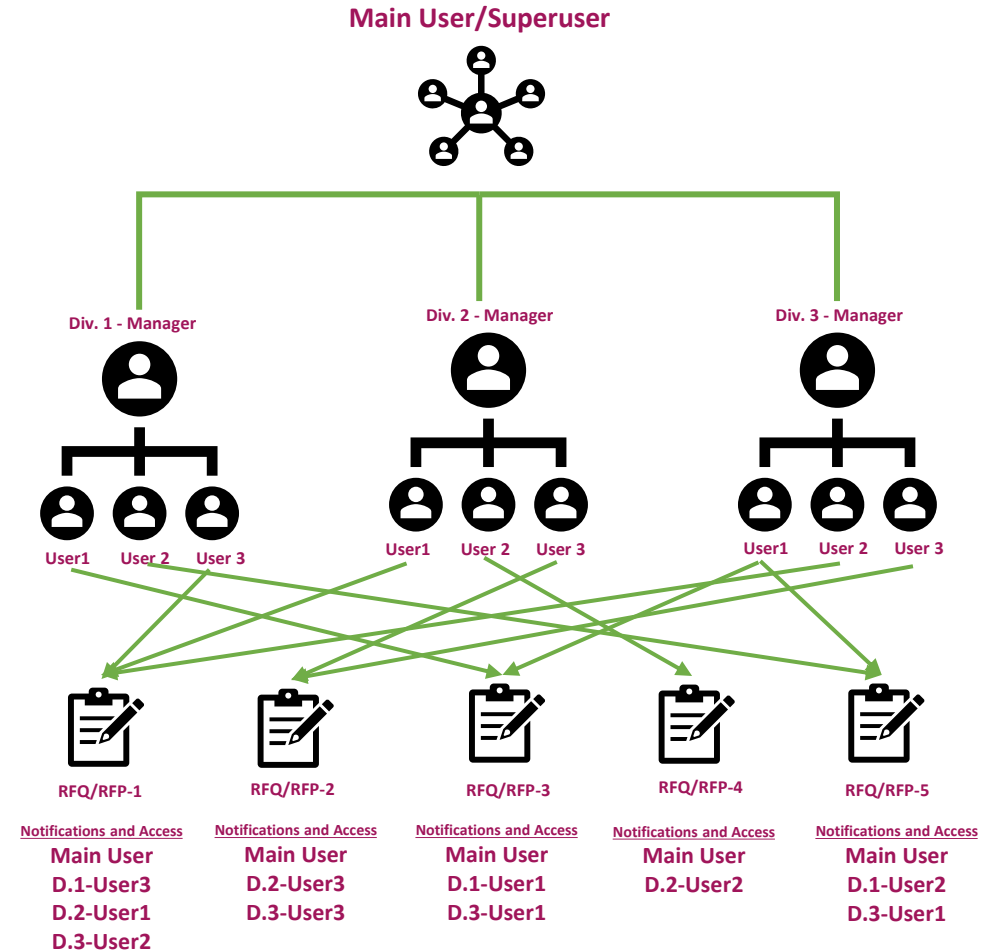 Main User/Superuser
Div. 1 - Manager
Div. 2 - Manager
Div. 3 - Manager
User1
User 2
User 3
User1
User 2
User 3
User1
User 2
User 3
RFQ/RFP-1
Notifications and Access
Main User
D.1-User3
D.2-User1
D.3-User2
RFQ/RFP-2
Notifications and Access
Main User
D.2-User3
D.3-User3
RFQ/RFP-3
Notifications and Access
Main User
D.1-User1
D.3-User1
RFQ/RFP-4
Notifications and Access
Main User
D.2-User2
RFQ/RFP-5
Notifications and Access
Main User
D.1-User2
D.3-User1